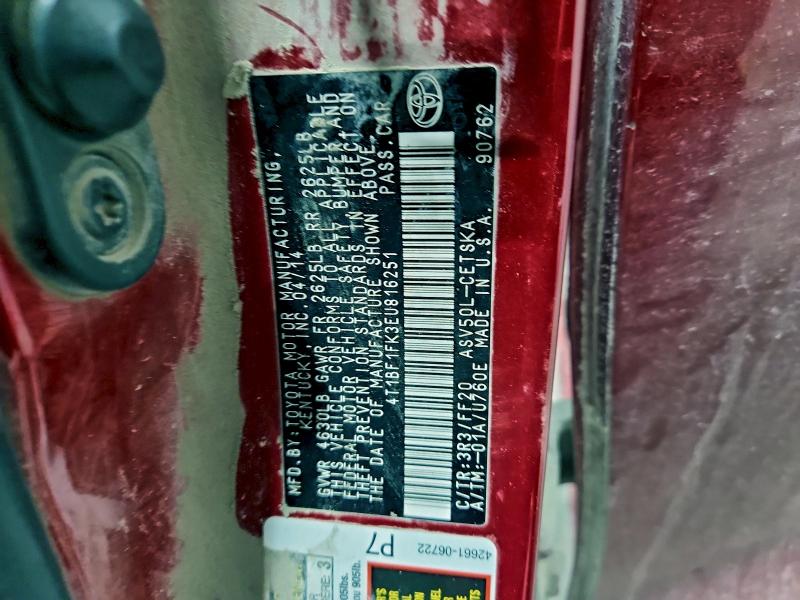 MFD. BY: TOYOTA MOTOR MANUFACTURING,
KENTUCKY, INC. 04/14
GVWR 4630LB GAWR FR 2625LB RR 2625LB
THIS VEHICLE CONFORMS TO ALL APPLICABLE
FEDERAL MOTOR VEHICLE SAFETY, BUMPER, AND
THEFT PREVENTION STANDARDS IN EFFECT ON
THE DATE OF MANUFACTURE SHOWN ABOVE.
4T1BF1FK3EU816251 PASS.CAR
C/TR:3R3/FF20 ASV50L-CETSKA 90762
A/TM:-01A/U760E MADE IN U.S.A.
42661-06722
P7